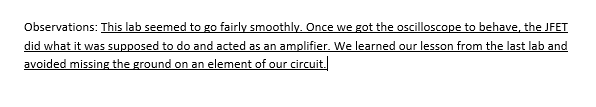 Observations: This lab seemed to go fairly smoothly. Once we got the oscilloscope to behave, the JFET
did what it was supposed to do and acted as an amplifier. We learned our lesson from the last lab and
avoided missing the ground on an element of our circuit.